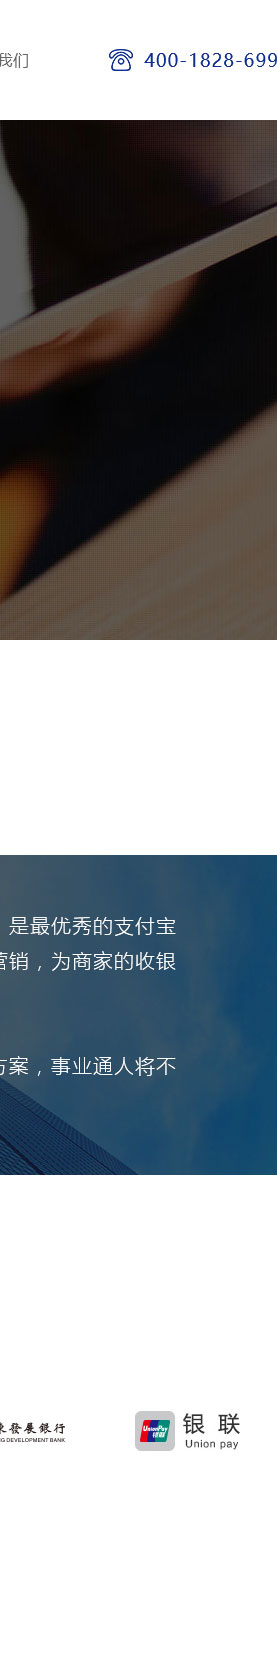 我们
400-1828-699
是最优秀的支付宝
营销，为商家的收银
方案，事业通人将不
發展銀行
G DEVELOPMENT BANK
UnionPay
银联
银 联
Union pay